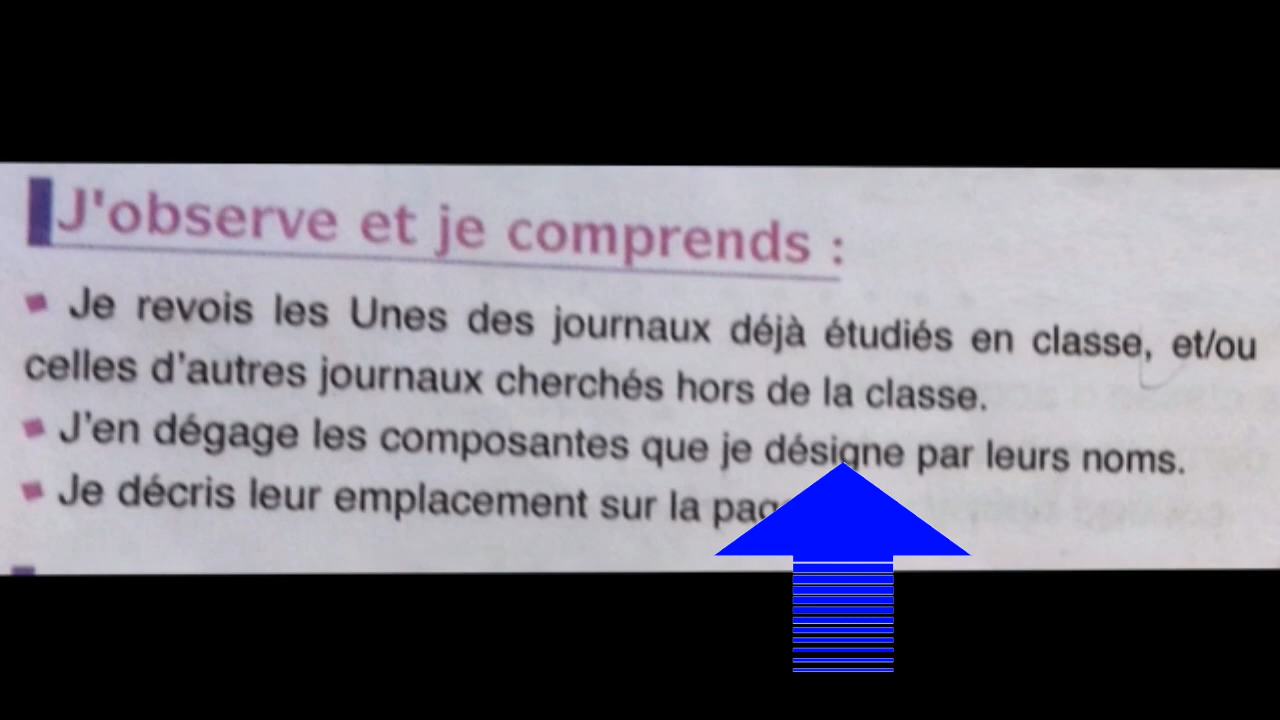 J'observe et je comprends :
Je revois les Unes des journaux déjà étudiés en classe, et/ou
celles d'autres journaux cherchés hors de la classe.
J'en dégage les composantes que je désigne par leurs noms.
Je décris leur emplacement sur la